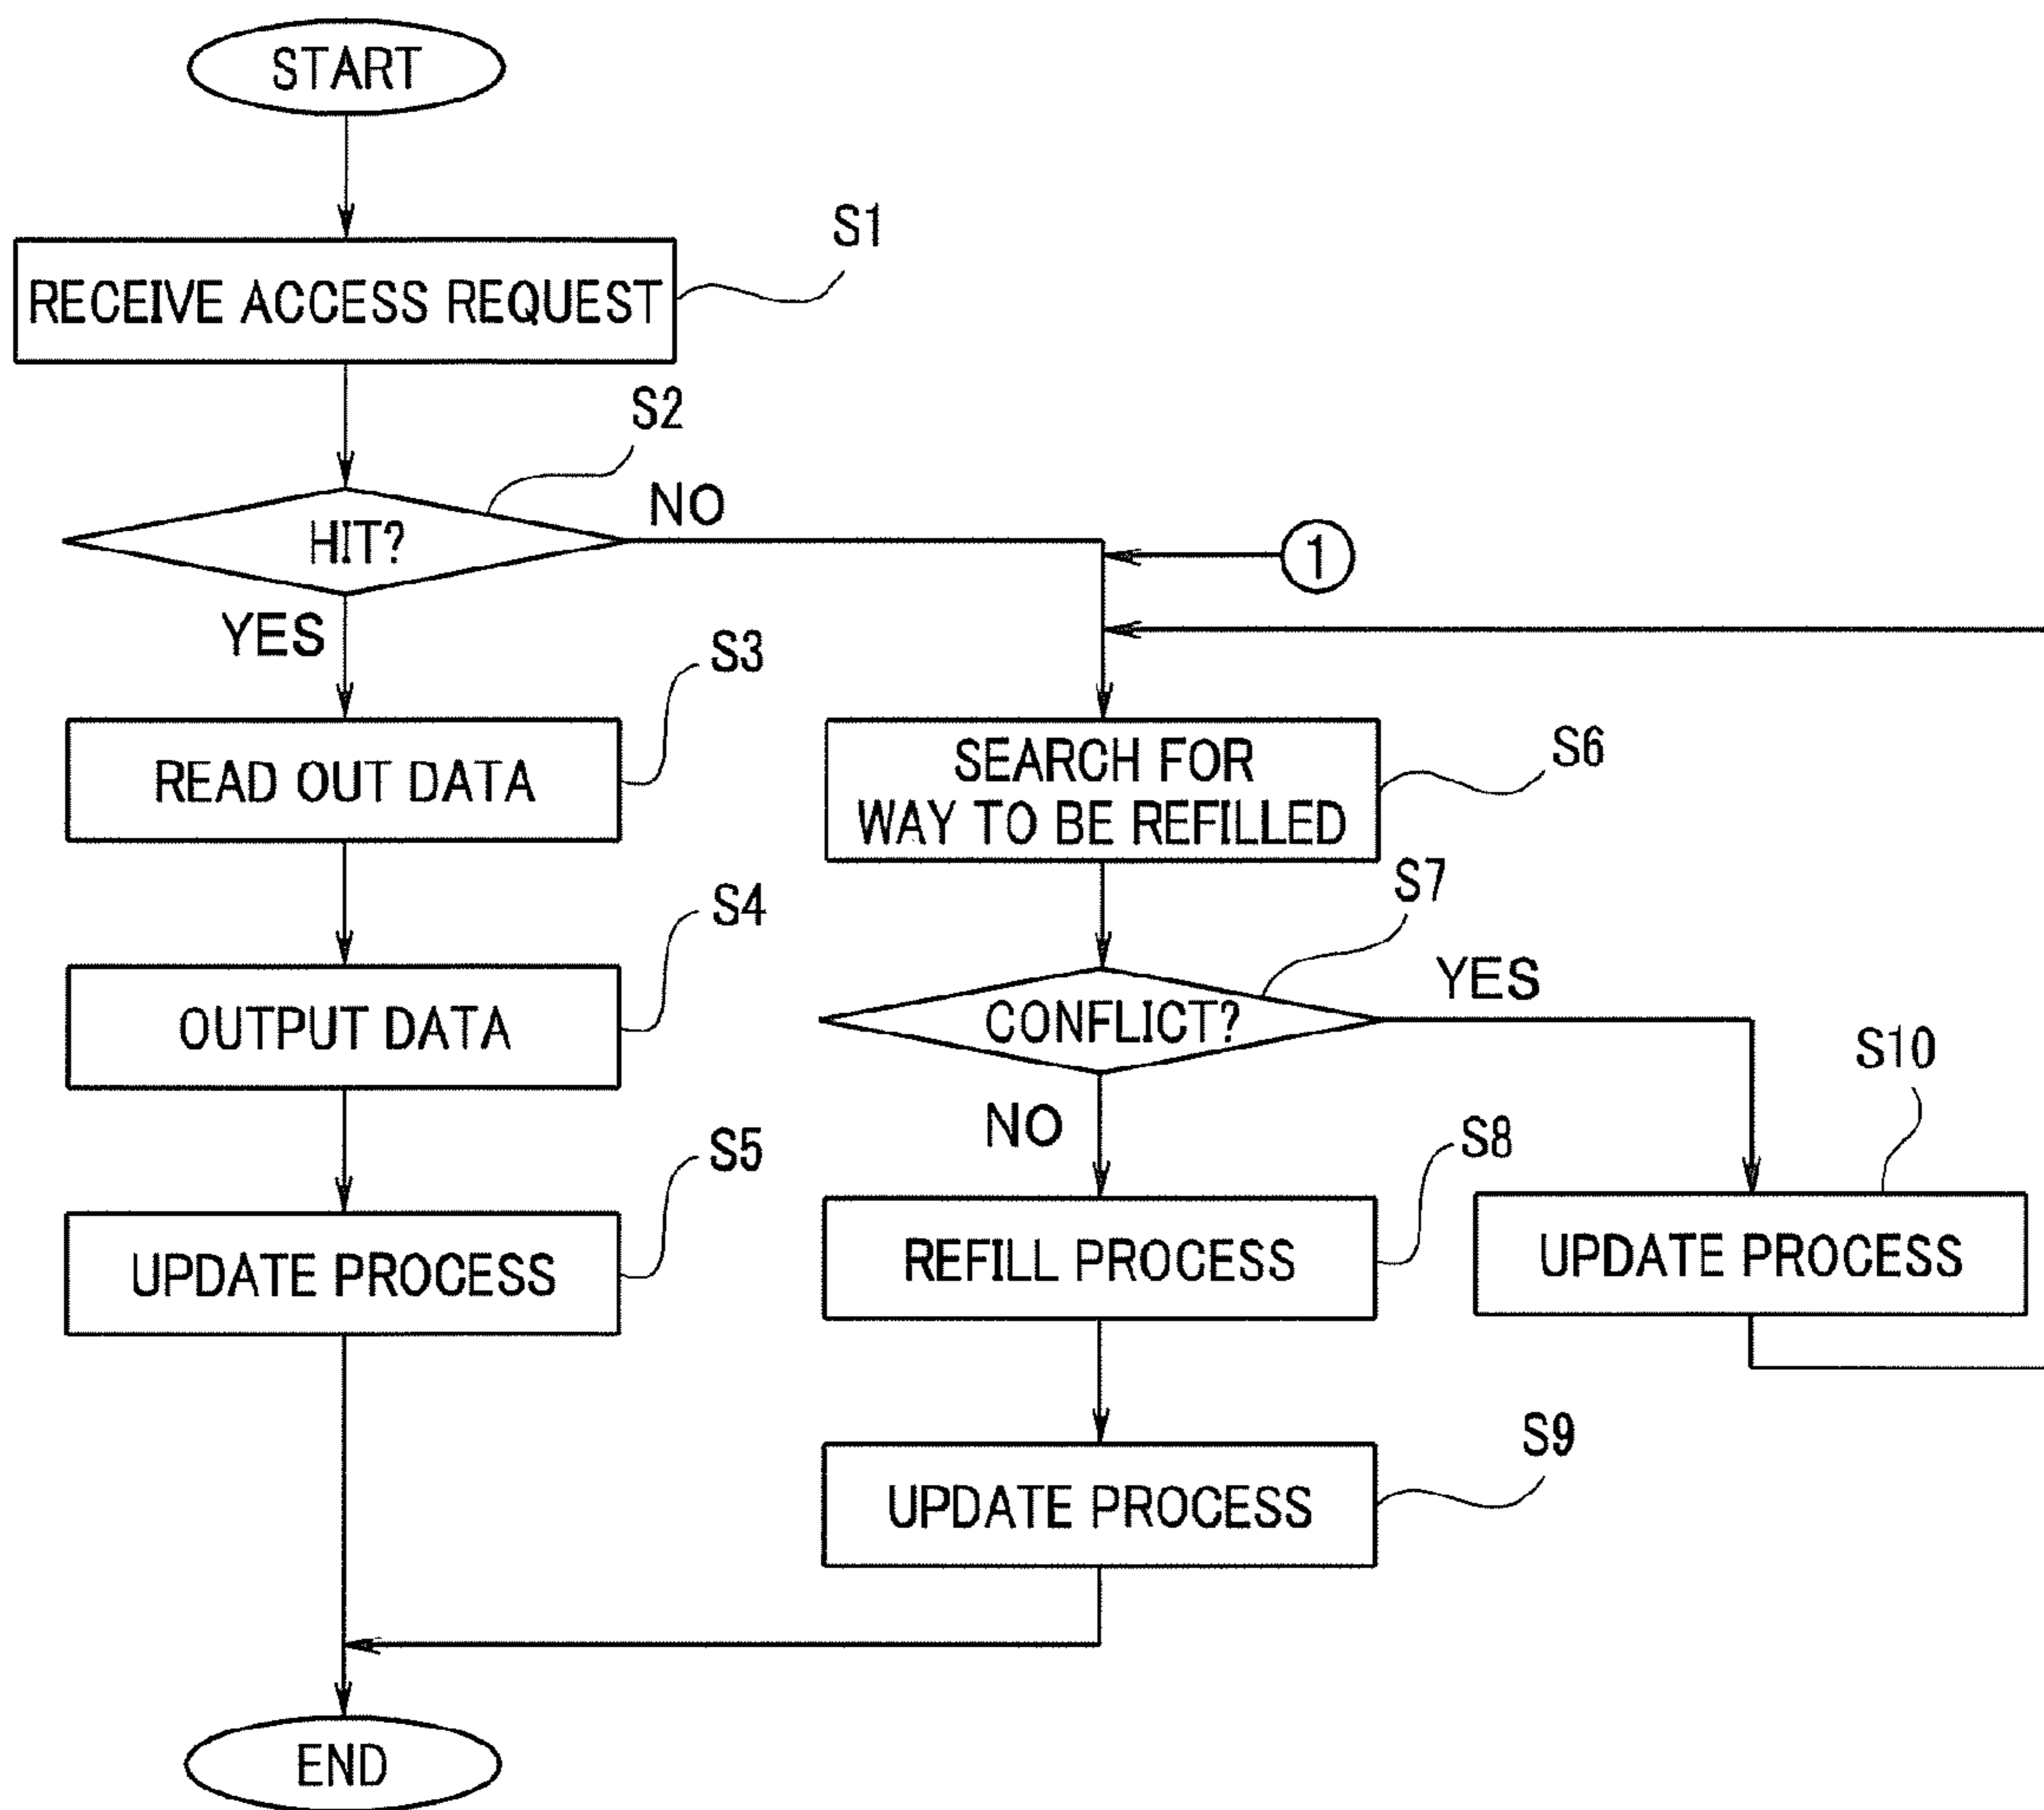 START
S1
RECEIVE ACCESS REQUEST
S2
NO
HIT?
1
YES
S3
READ OUT DATA
SEARCH FOR
WAY TO BE REFILLED
S6
S4
OUTPUT DATA
S7
CONFLICT?
YES
S10
NO
S5
UPDATE PROCESS
S8
REFILL PROCESS
UPDATE PROCESS
S9
UPDATE PROCESS
END